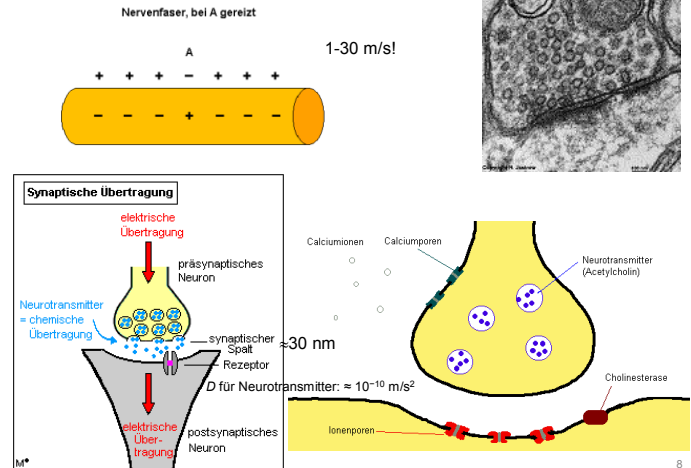 Nervenfaser, bei A gereizt
1-30 m/s!
A
+ + + − + + +
− − − + − − −
Synaptische Übertragung
elektrische
Übertragung
präsynaptisches
Neuron
Neurotransmitter
= chemische
Übertragung
synaptischer
Spalt
≈30 nm
Rezeptor
D für Neurotransmitter: ≈ 10⁻¹⁰ m/s²
elektrische
Über-
tragung
postsynaptisches
Neuron
M
Calciumionen
Calciumporen
Neurotransmitter
(Acetylcholin)
Cholinesterase
Ionenporen
8